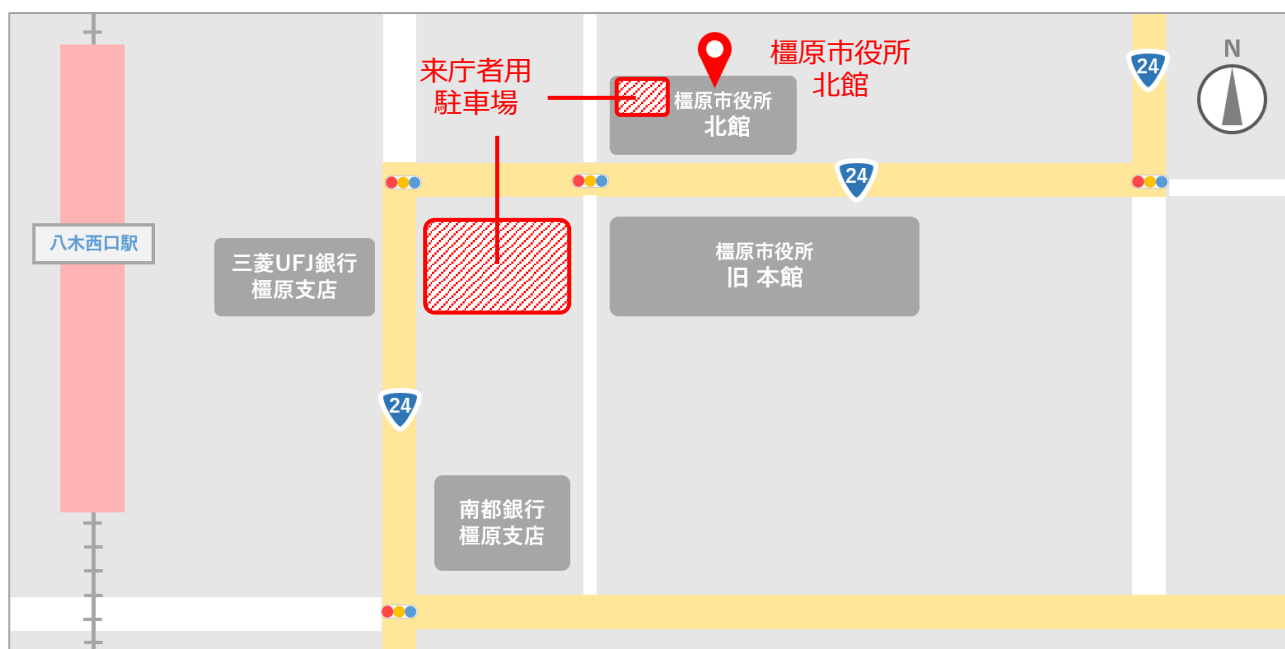 来庁者用
駐車場
橿原市役所
北館
橿原市役所
北館
24
N
24
八木西口駅
三菱UFJ銀行
橿原支店
橿原市役所
旧 本館
24
南都銀行
橿原支店